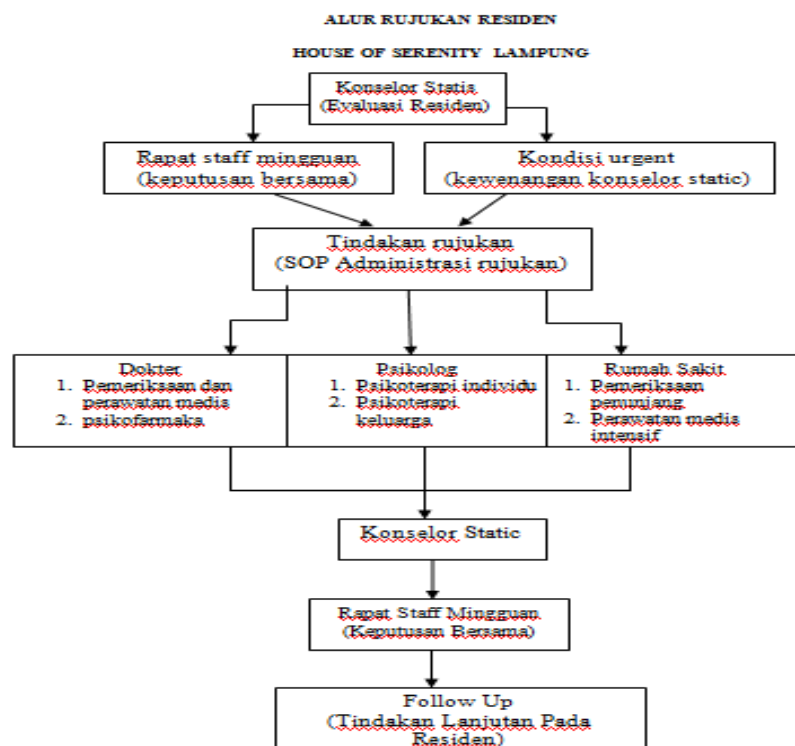 ALUR RUJUKAN RESIDEN
HOUSE OF SERENITY LAMPUNG
Konselor Statis
(Evaluasi Residen)
Rapat staff mingguan
(keputusan bersama)
Kondisi urgent
(kewenangan konselor static)
Tindakan rujukan
(SOP Administrasi rujukan)
Dokter
1. Pemeriksaan dan
perawatan medis
2. psikofarmaka
Psikolog
1. Psikoterapi individu
2. Psikoterapi
keluarga
Rumah Sakit
1. Pemeriksaan
penunjang
2. Perawatan medis
intensif
Konselor Static
Rapat Staff Mingguan
(Keputusan Bersama)
Follow Up
(Tindakan Lanjutan Pada
Residen)